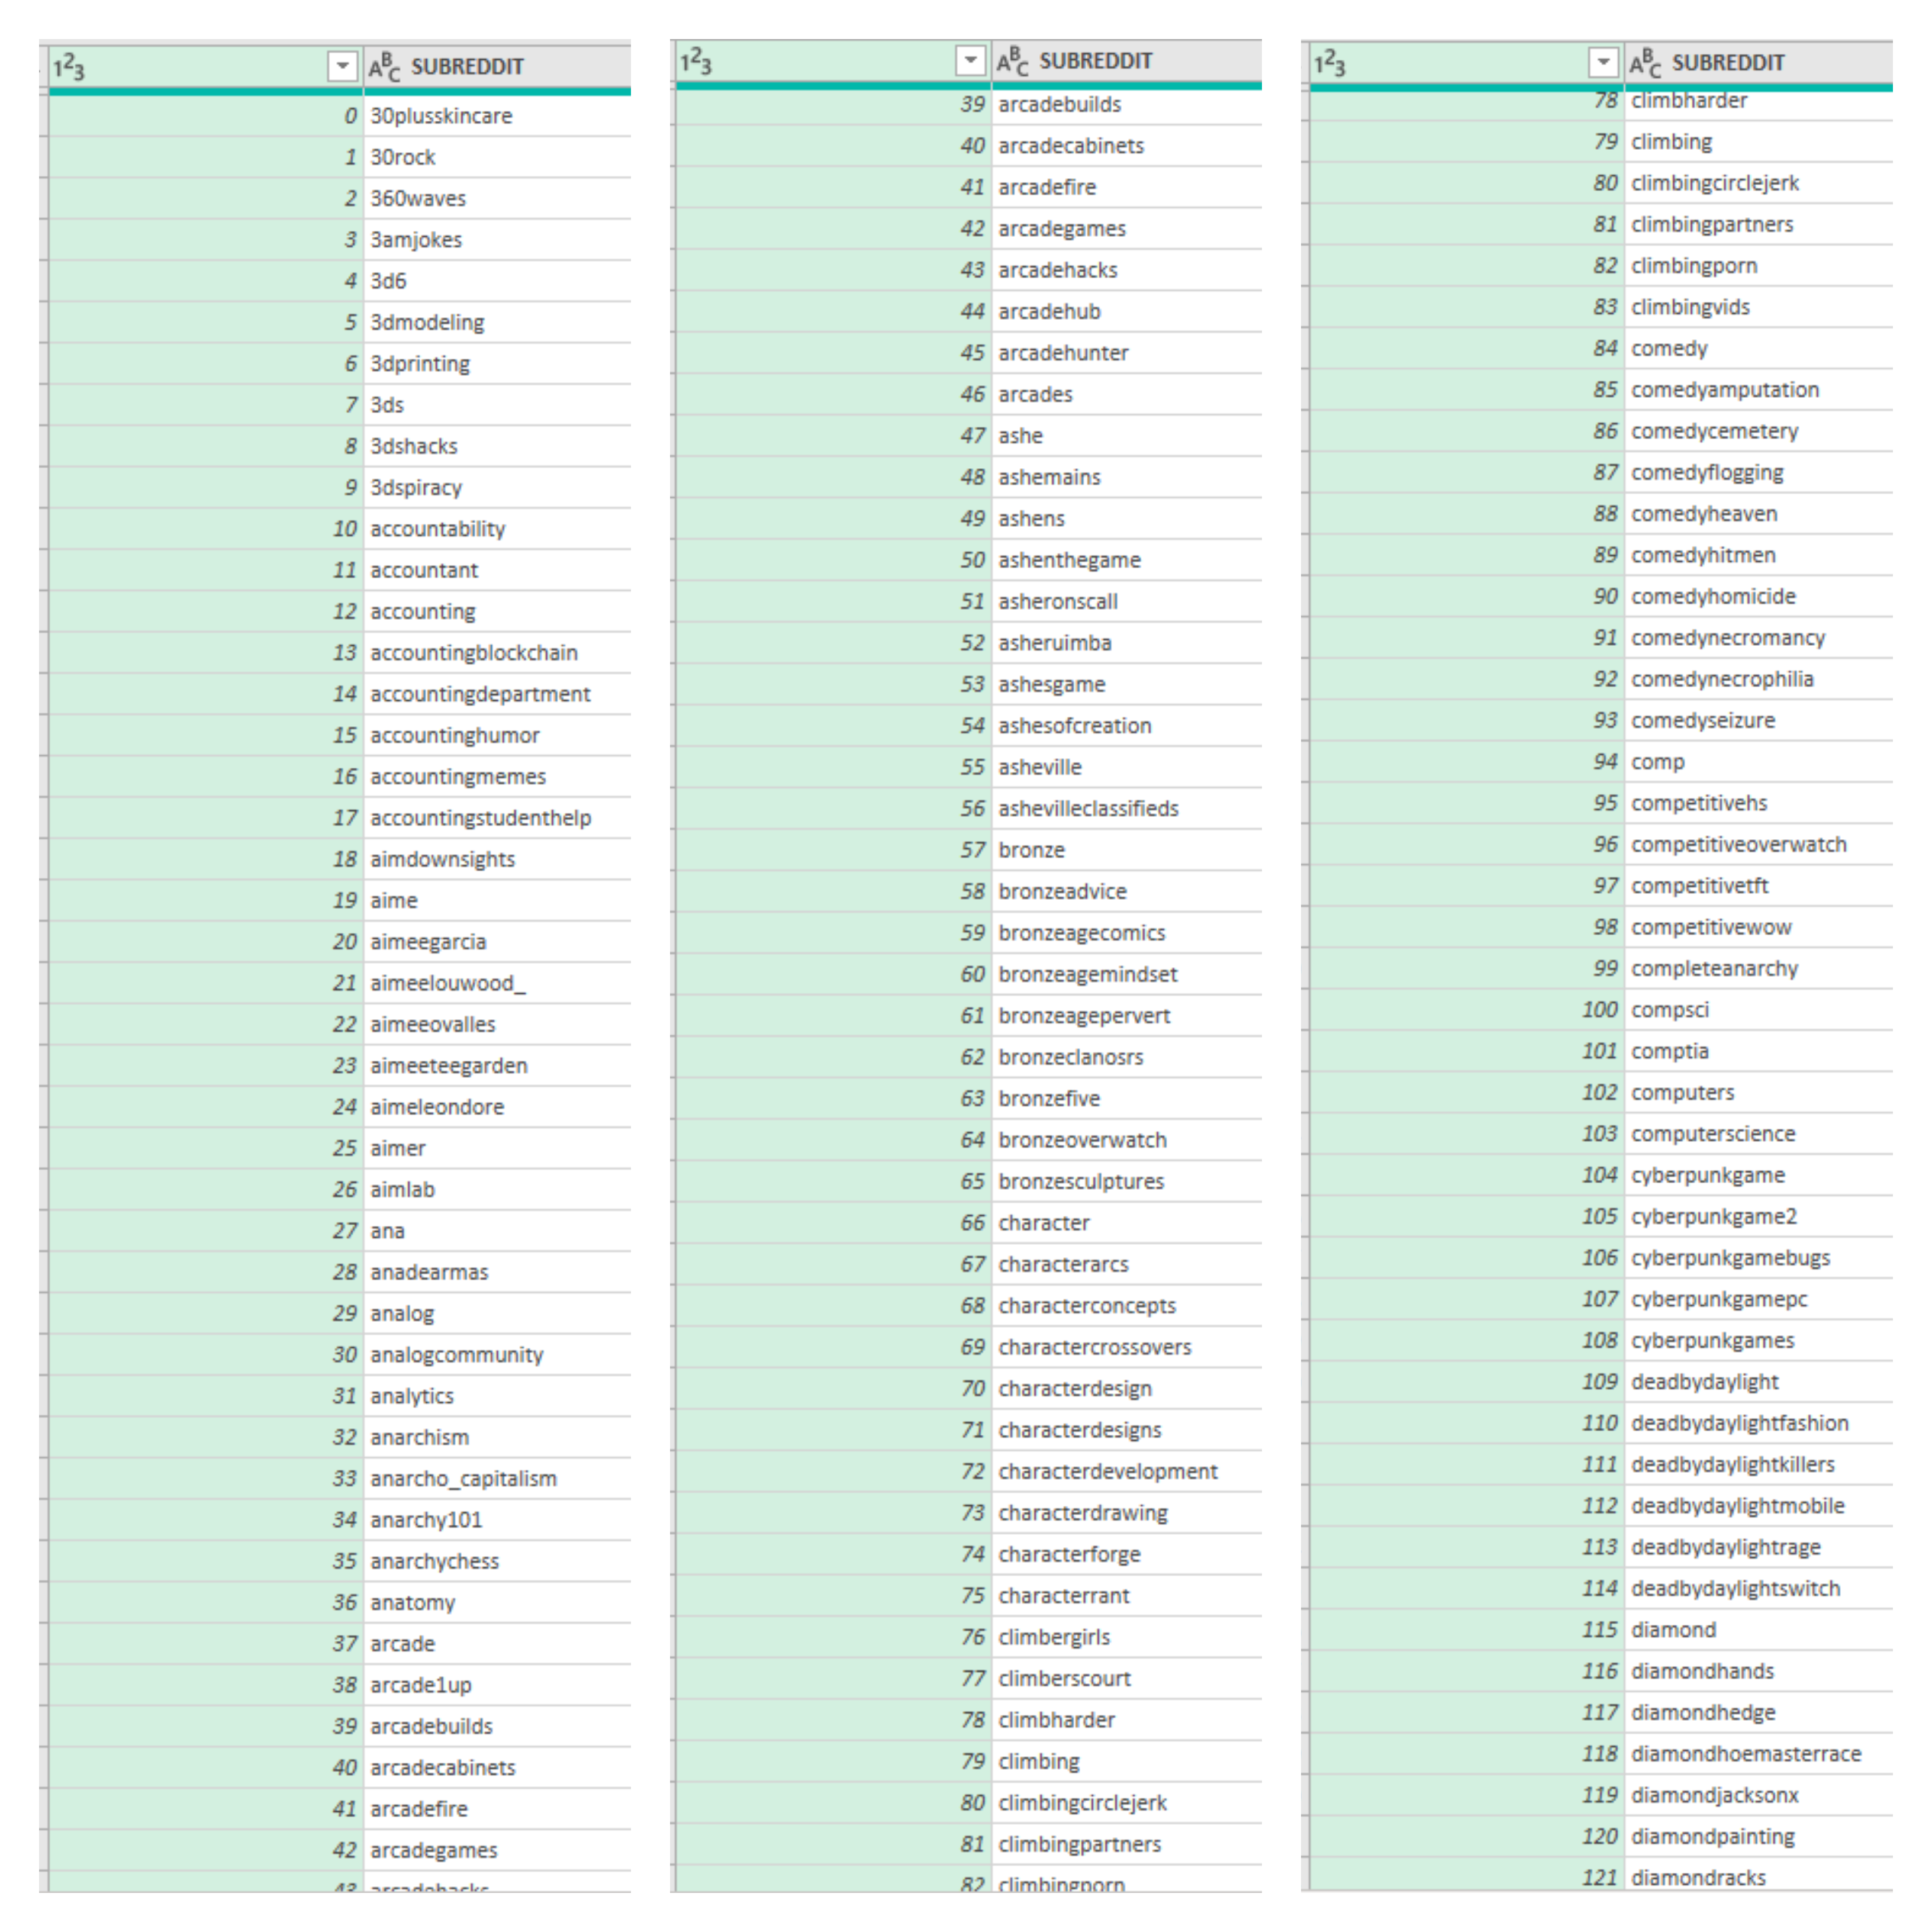 1²3 ABC SUBREDDIT
0 30plusskincare
1 30rock
2 360waves
3 3amjokes
4 3d6
5 3dmodeling
6 3dprinting
7 3ds
8 3dshacks
9 3dspiracy
10 accountability
11 accountant
12 accounting
13 accountingblockchain
14 accountingdepartment
15 accountinghumor
16 accountingmemes
17 accountingstudenthelp
18 aimdownsights
19 aime
20 aimeegarcia
21 aimeelouwood_
22 aimeeovalles
23 aimeeteegarden
24 aimeleondore
25 aimer
26 aimlab
27 ana
28 anadearmas
29 analog
30 analogcommunity
31 analytics
32 anarchism
33 anarcho_capitalism
34 anarchy101
35 anarchychess
36 anatomy
37 arcade
38 arcade1up
39 arcadebuilds
40 arcadecabinets
41 arcadefire
42 arcadegames
43 arcadehacks
1²3 ABC SUBREDDIT
39 arcadebuilds
40 arcadecabinets
41 arcadefire
42 arcadegames
43 arcadehacks
44 arcadehub
45 arcadehunter
46 arcades
47 ashe
48 ashemains
49 ashens
50 ashenthegame
51 asheronscall
52 asheruimba
53 ashesgame
54 ashesofcreation
55 asheville
56 ashevilleclassifieds
57 bronze
58 bronzeadvice
59 bronzeagecomics
60 bronzeagemindset
61 bronzeagepervert
62 bronzeclanosrs
63 bronzefive
64 bronzeoverwatch
65 bronzesculptures
66 character
67 characterarcs
68 characterconcepts
69 charactercrossovers
70 characterdesign
71 characterdesigns
72 characterdevelopment
73 characterdrawing
74 characterforge
75 characterrant
76 climbergirls
77 climberscourt
78 climbharder
79 climbing
80 climbingcirclejerk
81 climbingpartners
82 climbingporn
1²3 ABC SUBREDDIT
78 climbharder
79 climbing
80 climbingcirclejerk
81 climbingpartners
82 climbingporn
83 climbingvids
84 comedy
85 comedyamputation
86 comedycemetery
87 comedyflogging
88 comedyheaven
89 comedyhitmen
90 comedyhomicide
91 comedynecromancy
92 comedynecrophilia
93 comedyseizure
94 comp
95 competitivehs
96 competitiveoverwatch
97 competitivetft
98 competitivewow
99 completeanarchy
100 compsci
101 comptia
102 computers
103 computerscience
104 cyberpunkgame
105 cyberpunkgame2
106 cyberpunkgamebugs
107 cyberpunkgamepc
108 cyberpunkgames
109 deadbydaylight
110 deadbydaylightfashion
111 deadbydaylightkillers
112 deadbydaylightmobile
113 deadbydaylightrage
114 deadbydaylightswitch
115 diamond
116 diamondhands
117 diamondhedge
118 diamondhoemasterrace
119 diamondjacksonx
120 diamondpainting
121 diamondracks